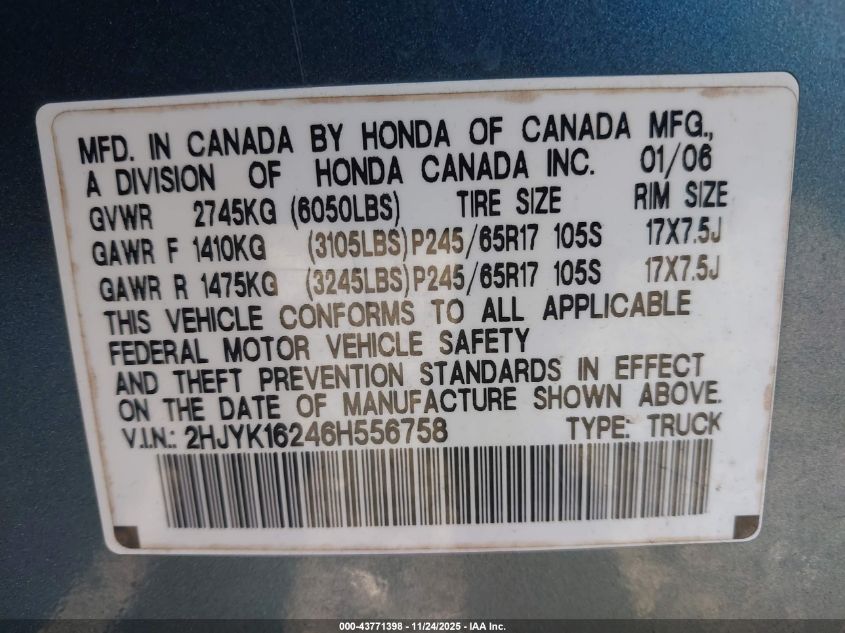 MFD. IN CANADA BY HONDA OF CANADA MFG.,
A DIVISION OF HONDA CANADA INC. 01/06
GVWR 2745KG (6050LBS) TIRE SIZE RIM SIZE
GAWR F 1410KG (3105LBS) P245/65R17 105S 17X7.5J
GAWR R 1475KG (3245LBS) P245/65R17 105S 17X7.5J
THIS VEHICLE CONFORMS TO ALL APPLICABLE
FEDERAL MOTOR VEHICLE SAFETY
AND THEFT PREVENTION STANDARDS IN EFFECT
ON THE DATE OF MANUFACTURE SHOWN ABOVE.
V.I.N.: 2HJYK16246H556758 TYPE: TRUCK
000-43771398 - 11/24/2025 - IAA Inc.